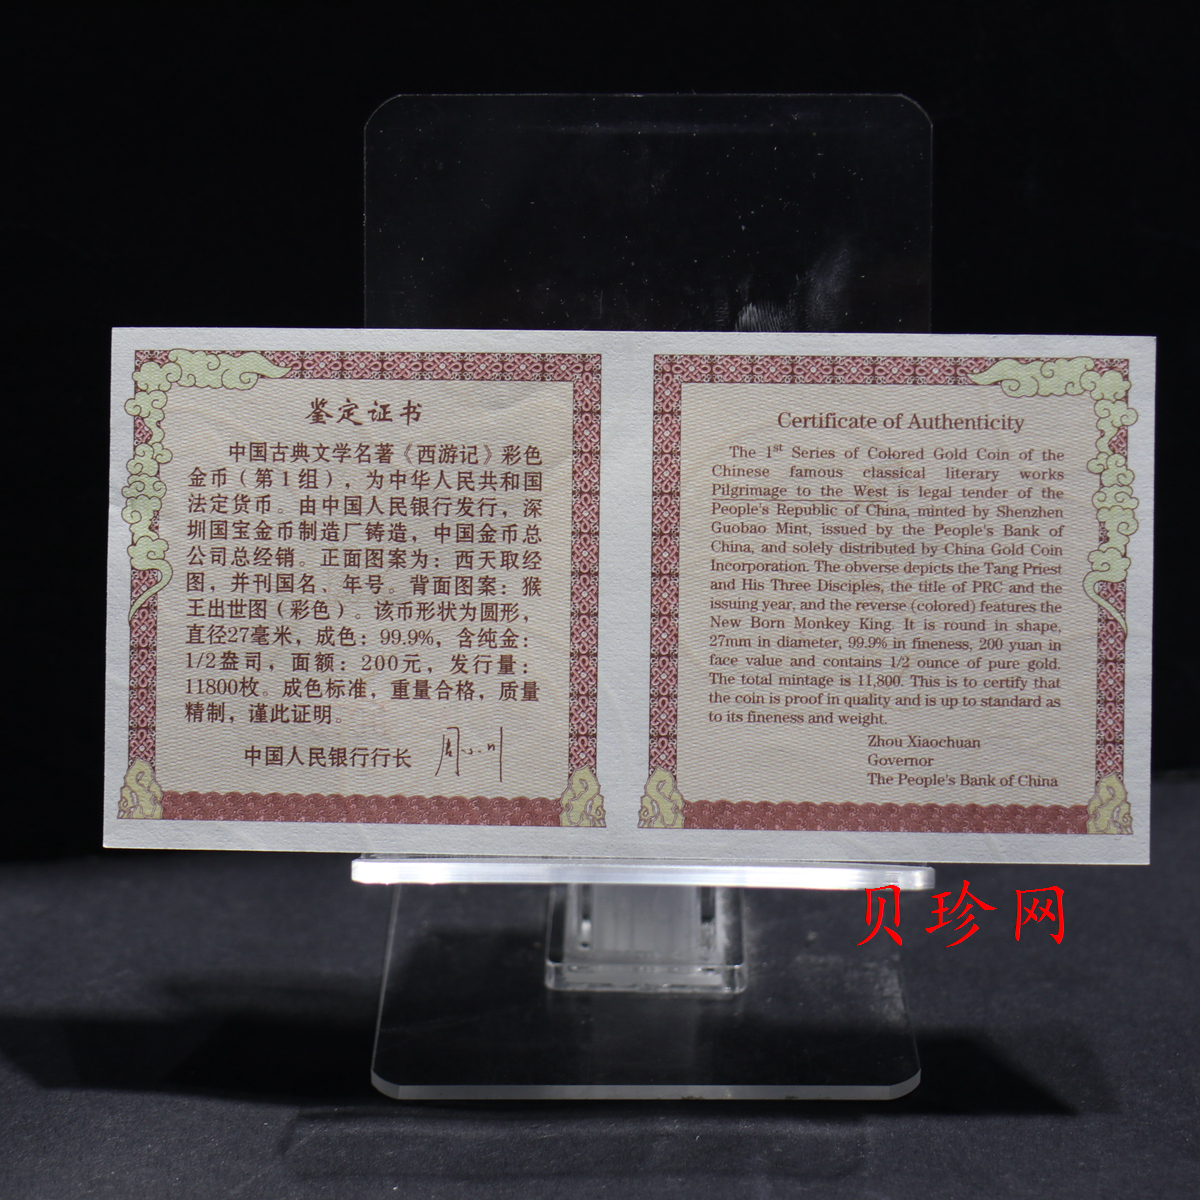 鉴定证书
中国古典文学名著《西游记》彩色
金币（第1组），为中华人民共和国
法定货币。由中国人民银行发行，深
圳国宝金币制造厂铸造，中国金币总
公司总经销。正面图案为：西天取经
图，并刊国名、年号。背面图案：猴
王出世图（彩色）。该币形状为圆形，
直径27毫米，成色：99.9%，含纯金：
1/2盎司，面额：200元，发行量：
11800枚。成色标准，重量合格，质量
精制，谨此证明。
中国人民银行行长 周小川
Certificate of Authenticity
The 1st Series of Colored Gold Coin of the
Chinese famous classical literary works
Pilgrimage to the West is legal tender of the
People's Republic of China, minted by Shenzhen
Guobao Mint, issued by the People's Bank of
China, and solely distributed by China Gold Coin
Incorporation. The obverse depicts the Tang Priest
and His Three Disciples, the title of PRC and the
issuing year, and the reverse (colored) features the
New Born Monkey King. It is round in shape,
27mm in diameter, 99.9% in fineness, 200 yuan in
face value and contains 1/2 ounce of pure gold.
The total mintage is 11,800. This is to certify that
the coin is proof in quality and is up to standard as
to its fineness and weight.
Zhou Xiaochuan
Governor
The People's Bank of China
贝珍网